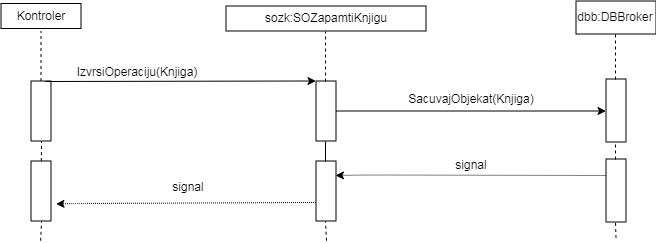 Kontroler
sozk:SOZapamtiKnjigu
dbb:DBBroker
IzvrsiOperaciju(Knjiga)
SacuvajObjekat(Knjiga)
signal
signal